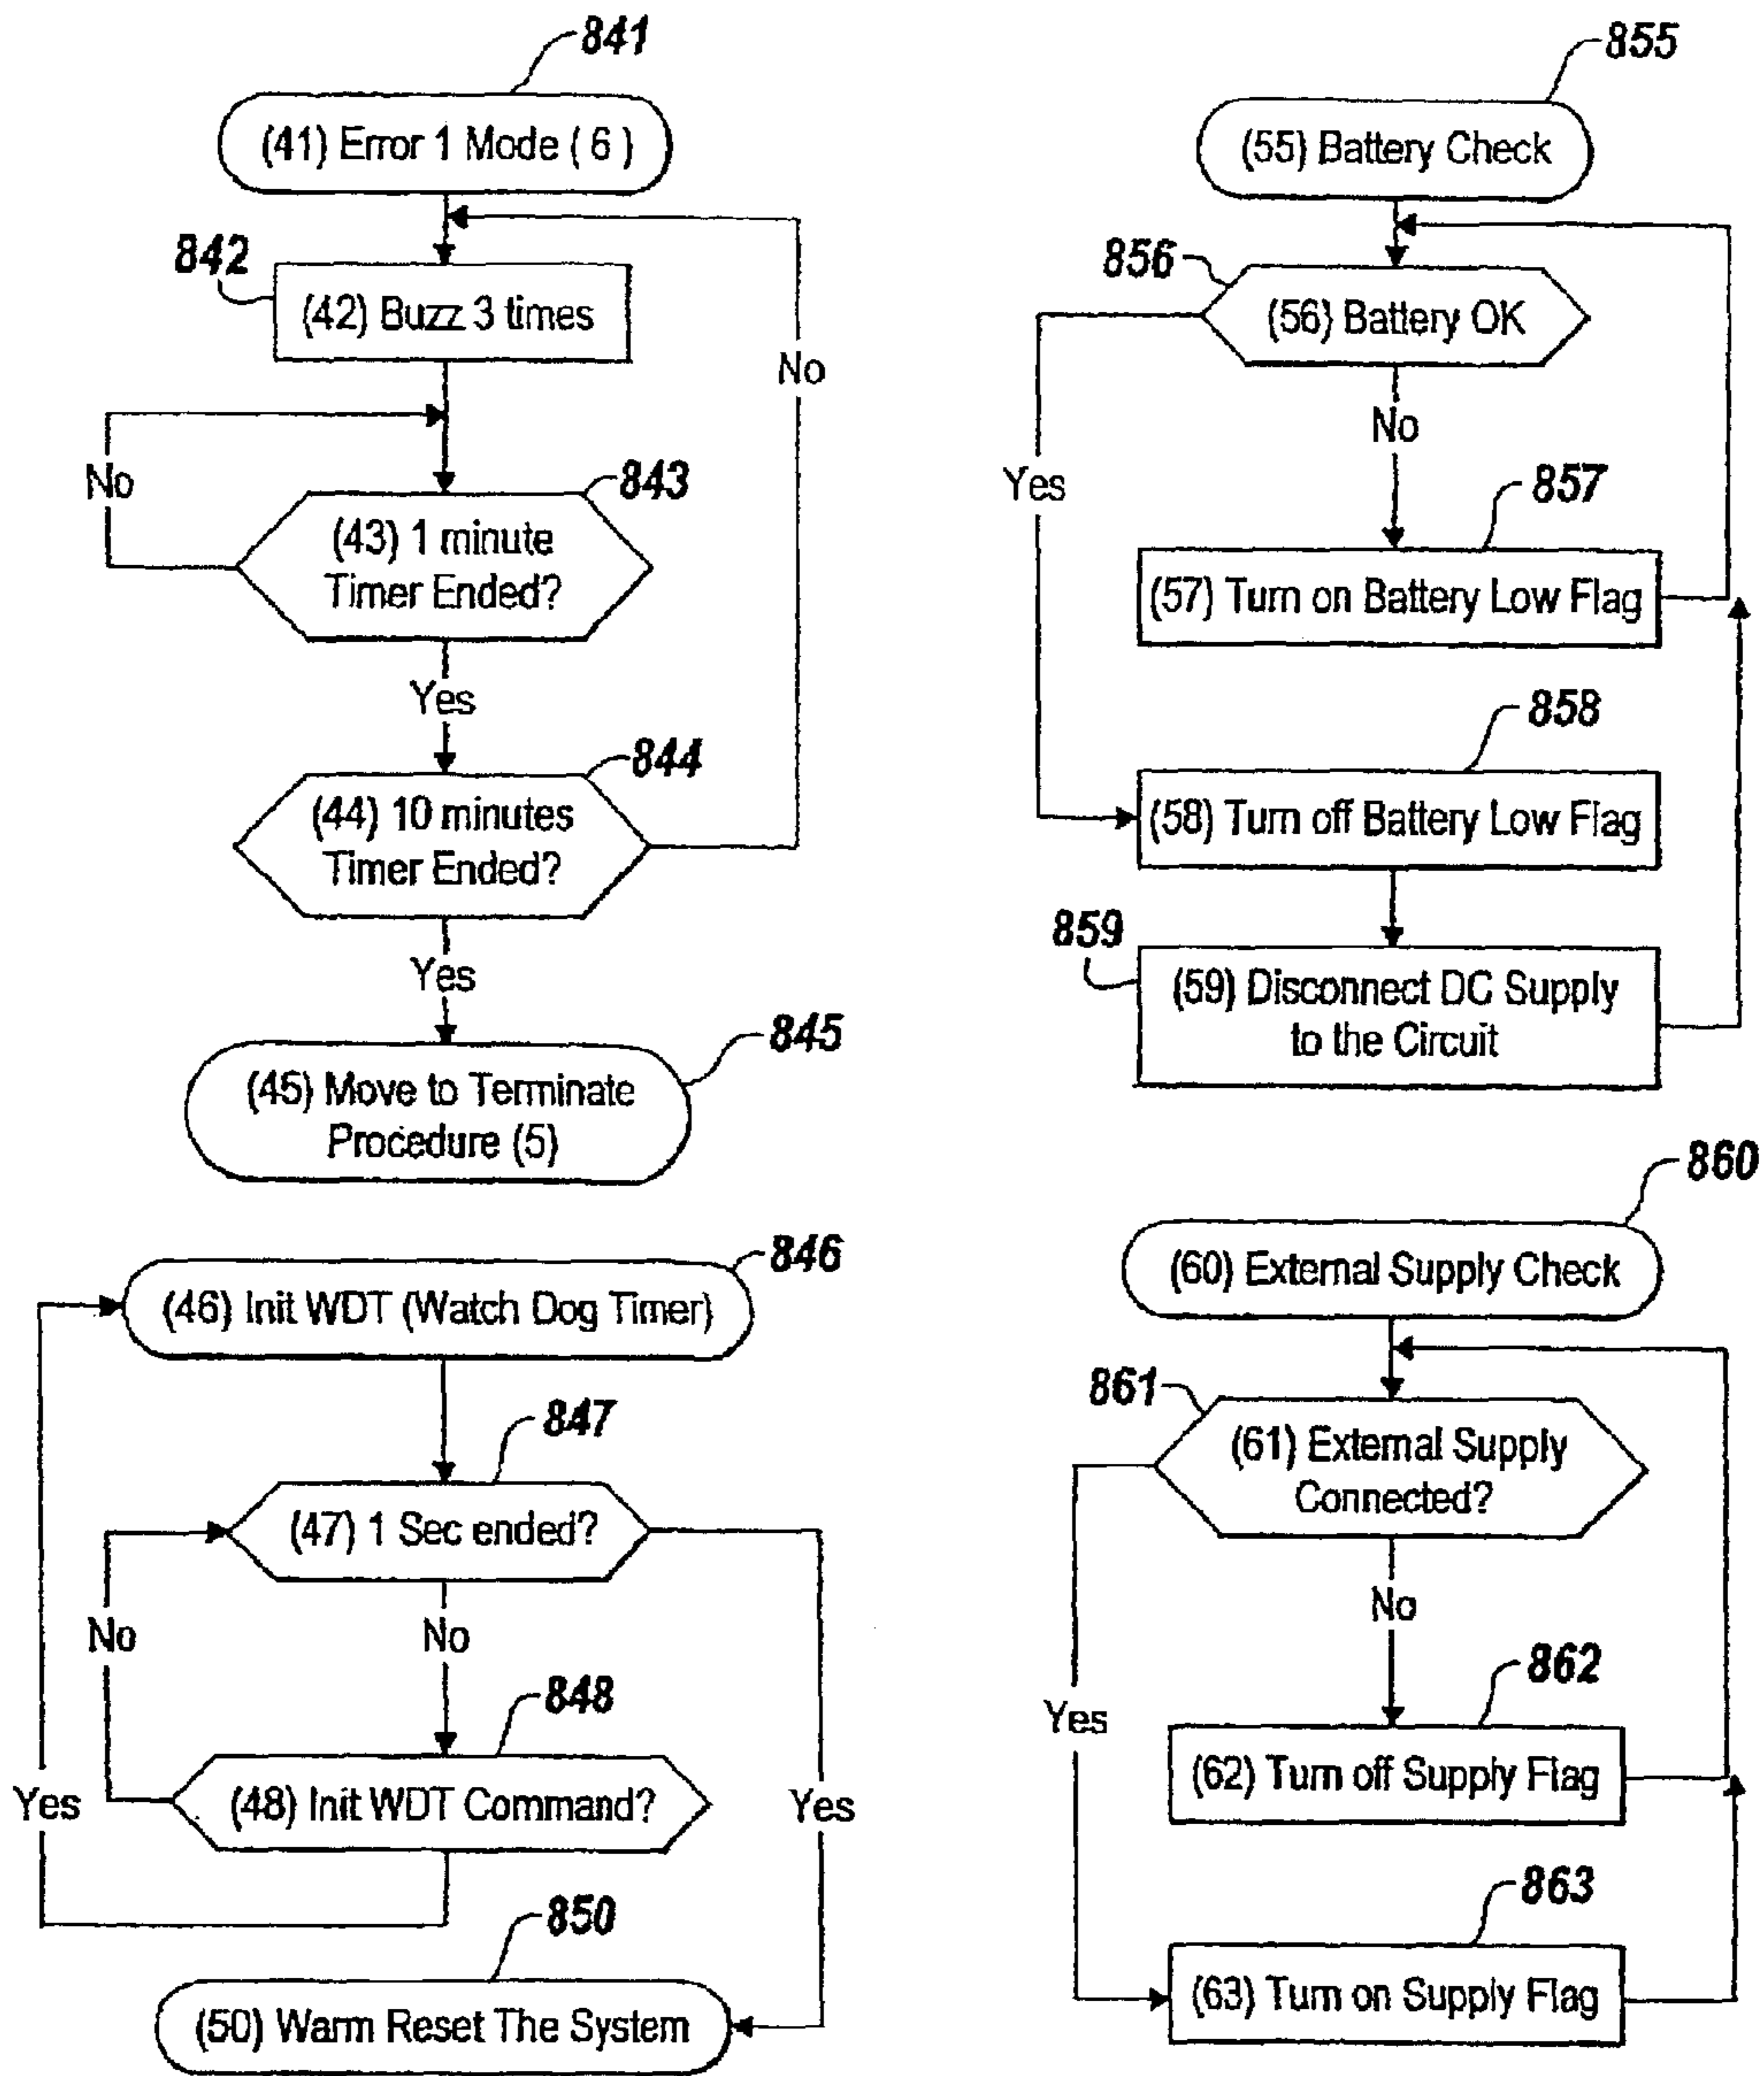 841
(41) Error 1 Mode ( 6 )
842
(42) Buzz 3 times
No
No
843
(43) 1 minute
Timer Ended?
Yes
844
(44) 10 minutes
Timer Ended?
Yes
845
(45) Move to Terminate
Procedure (5)
846
(46) Init WDT (Watch Dog Timer)
847
(47) 1 Sec ended?
No
No
848
(48) Init WDT Command?
Yes
Yes
850
(50) Warm Reset The System
855
(55) Battery Check
856
(56) Battery OK
No
Yes
857
(57) Turn on Battery Low Flag
858
(58) Turn off Battery Low Flag
859
(59) Disconnect DC Supply
to the Circuit
860
(60) External Supply Check
861
(61) External Supply
Connected?
No
862
Yes
(62) Turn off Supply Flag
863
(63) Turn on Supply Flag